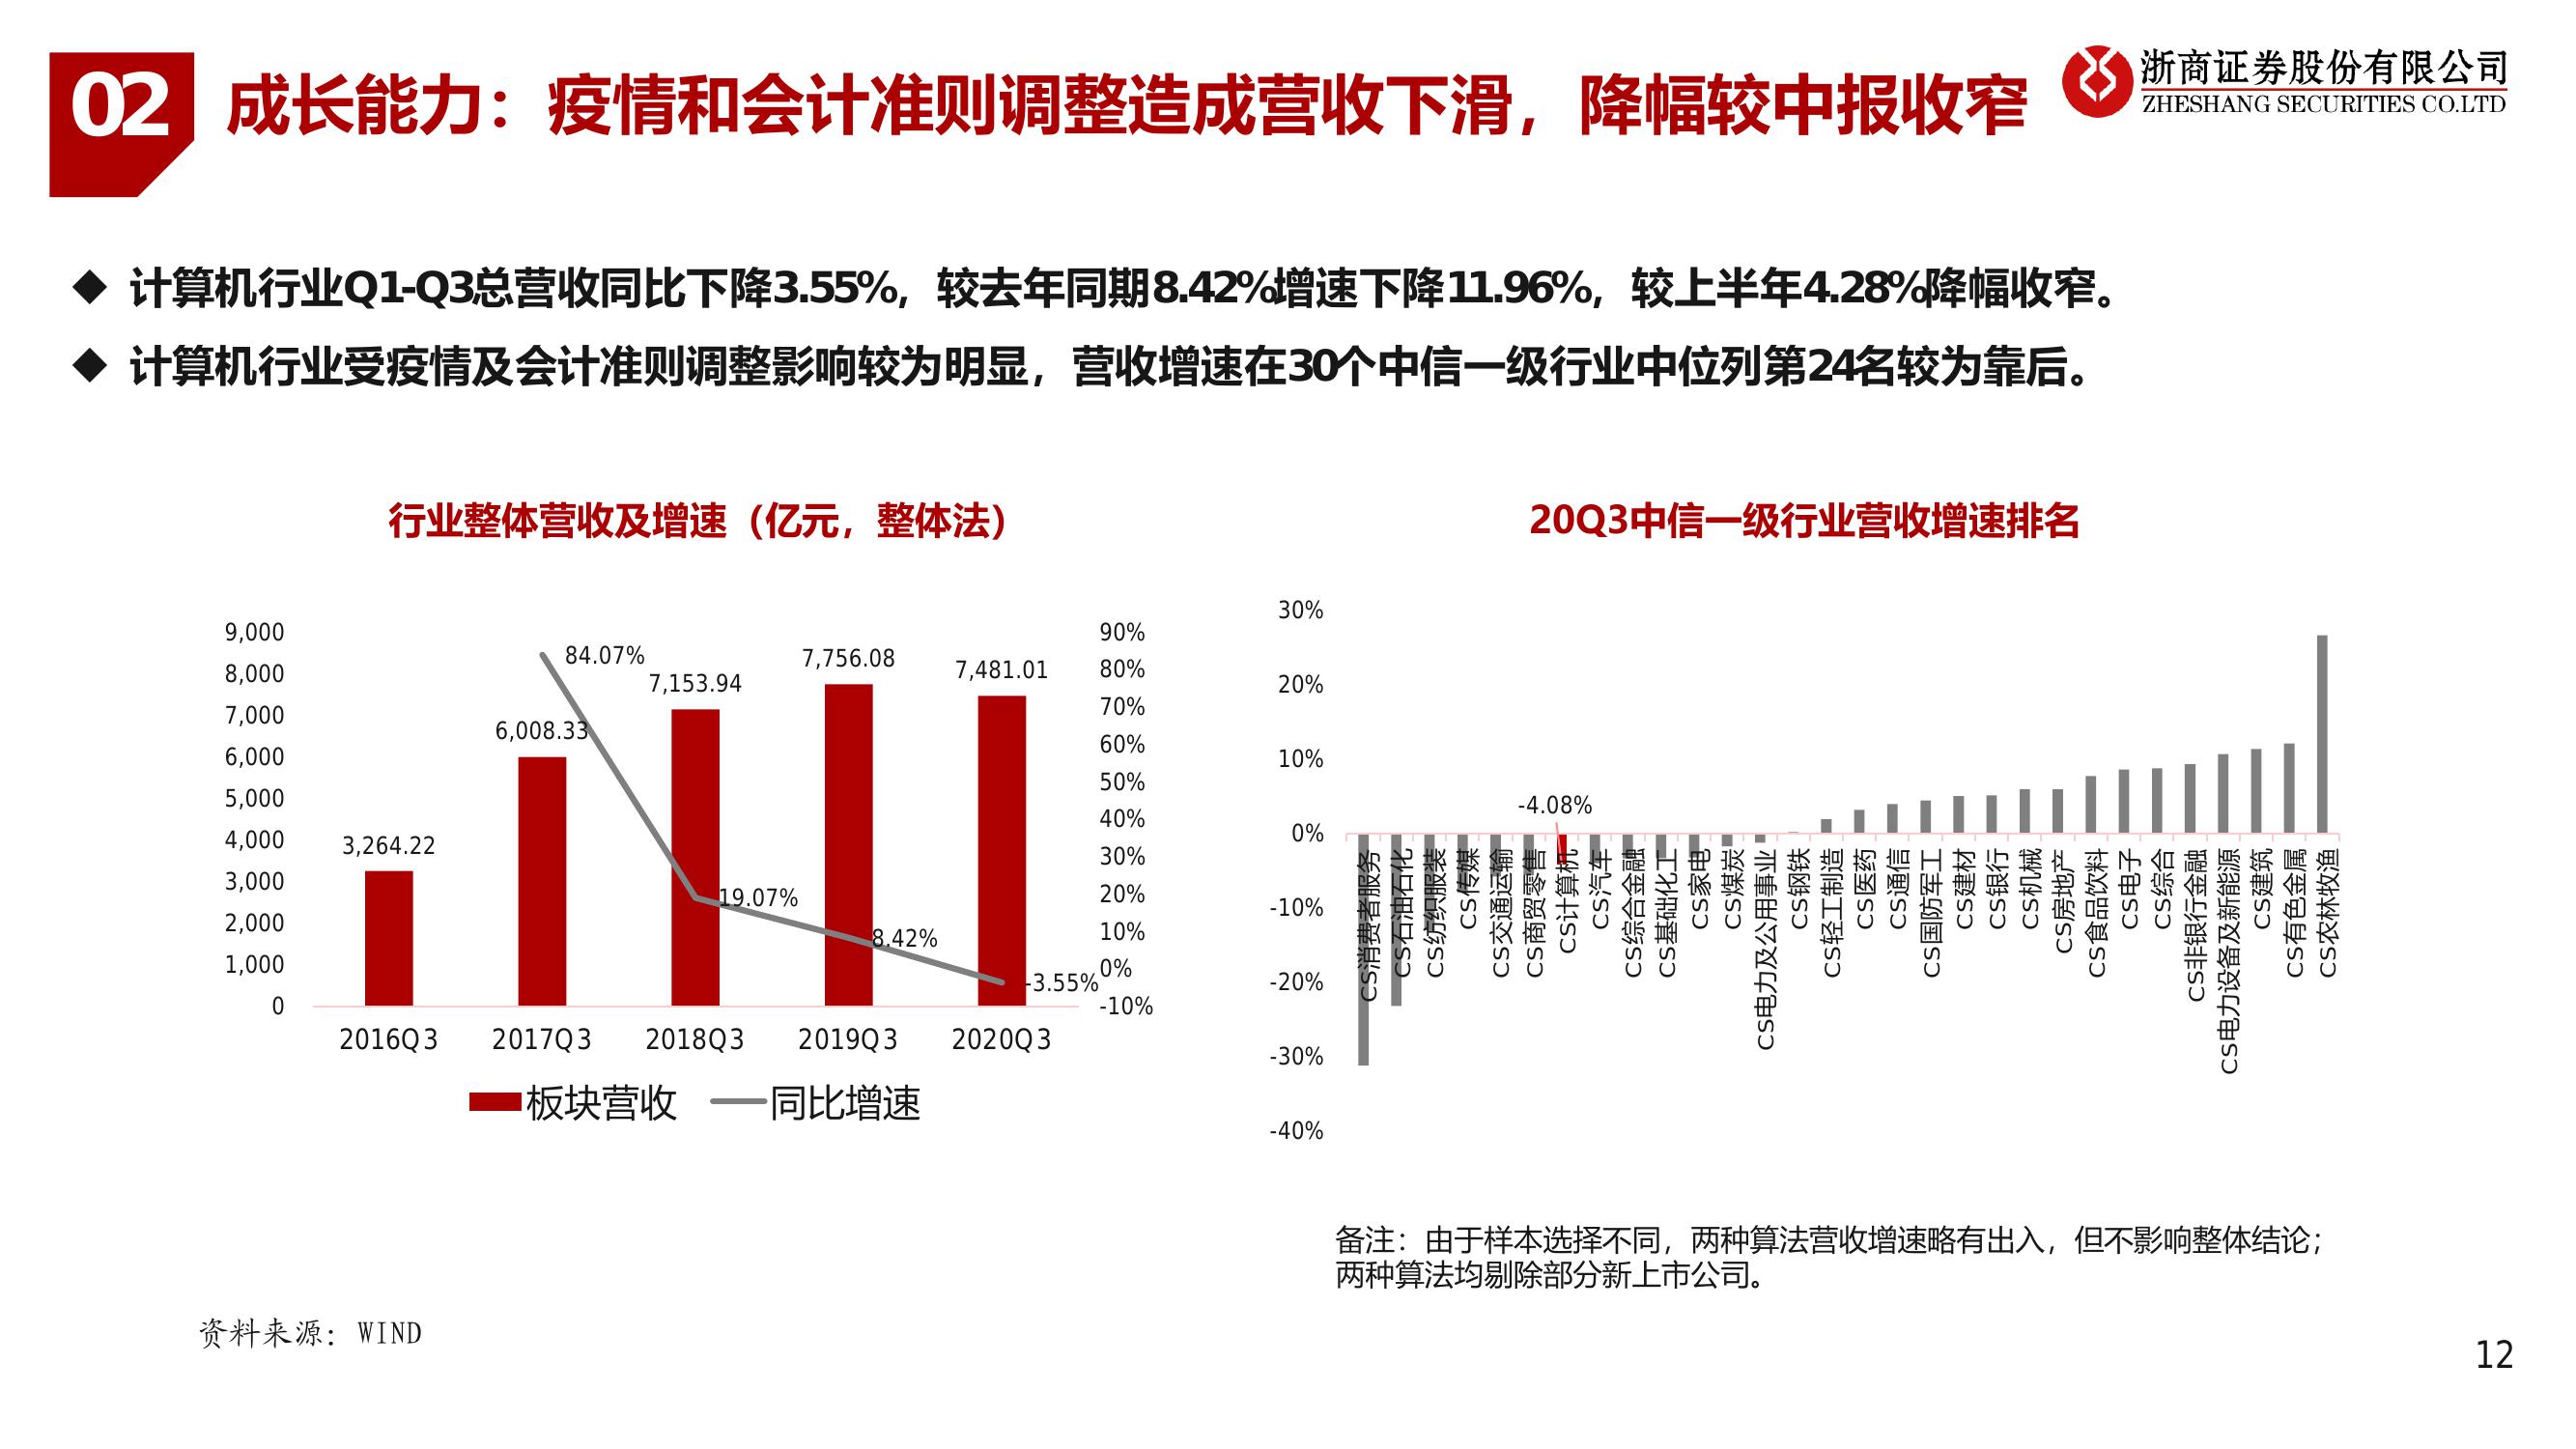 02
成长能力：疫情和会计准则调整造成营收下滑，降幅较中报收窄
浙商证券股份有限公司
ZHESHANG SECURITIES CO.LTD
◆ 计算机行业Q1-Q3总营收同比下降3.55%，较去年同期8.42%增速下降11.96%，较上半年4.28%降幅收窄。
◆ 计算机行业受疫情及会计准则调整影响较为明显，营收增速在30个中信一级行业中位列第24名较为靠后。
行业整体营收及增速（亿元，整体法）
9,000
8,000
7,000
6,000
5,000
4,000
3,000
2,000
1,000
0
3,264.22
6,008.33
7,153.94
7,756.08
7,481.01
84.07%
19.07%
8.42%
-3.55%
90%
80%
70%
60%
50%
40%
30%
20%
10%
0%
-10%
2016Q3
2017Q3
2018Q3
2019Q3
2020Q3
板块营收
同比增速
20Q3中信一级行业营收增速排名
30%
20%
10%
0%
-10%
-20%
-30%
-40%
-4.08%
CS消费者服务
CS石油石化
CS纺织服装
CS传媒
CS交通运输
CS商贸零售
CS计算机
CS汽车
CS综合金融
CS基础化工
CS家电
CS煤炭
CS电力及公用事业
CS钢铁
CS轻工制造
CS医药
CS通信
CS国防军工
CS建材
CS银行
CS机械
CS房地产
CS食品饮料
CS电子
CS综合
CS非银行金融
CS电力设备及新能源
CS建筑
CS有色金属
CS农林牧渔
备注：由于样本选择不同，两种算法营收增速略有出入，但不影响整体结论；
两种算法均剔除部分新上市公司。
资料来源：WIND
12